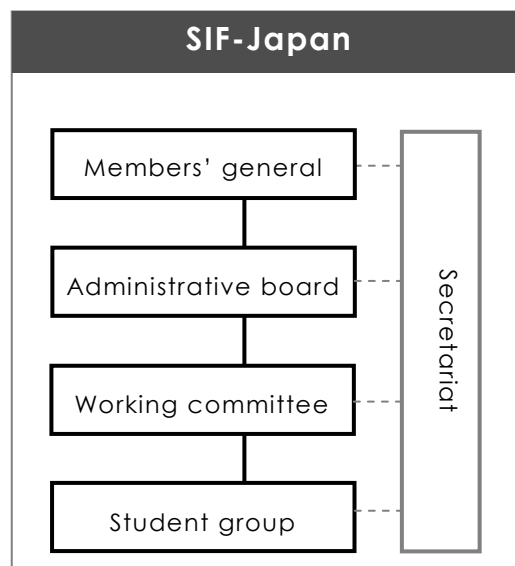 SIF-Japan
Members’ general
Administrative board
Working committee
Student group
Secretariat